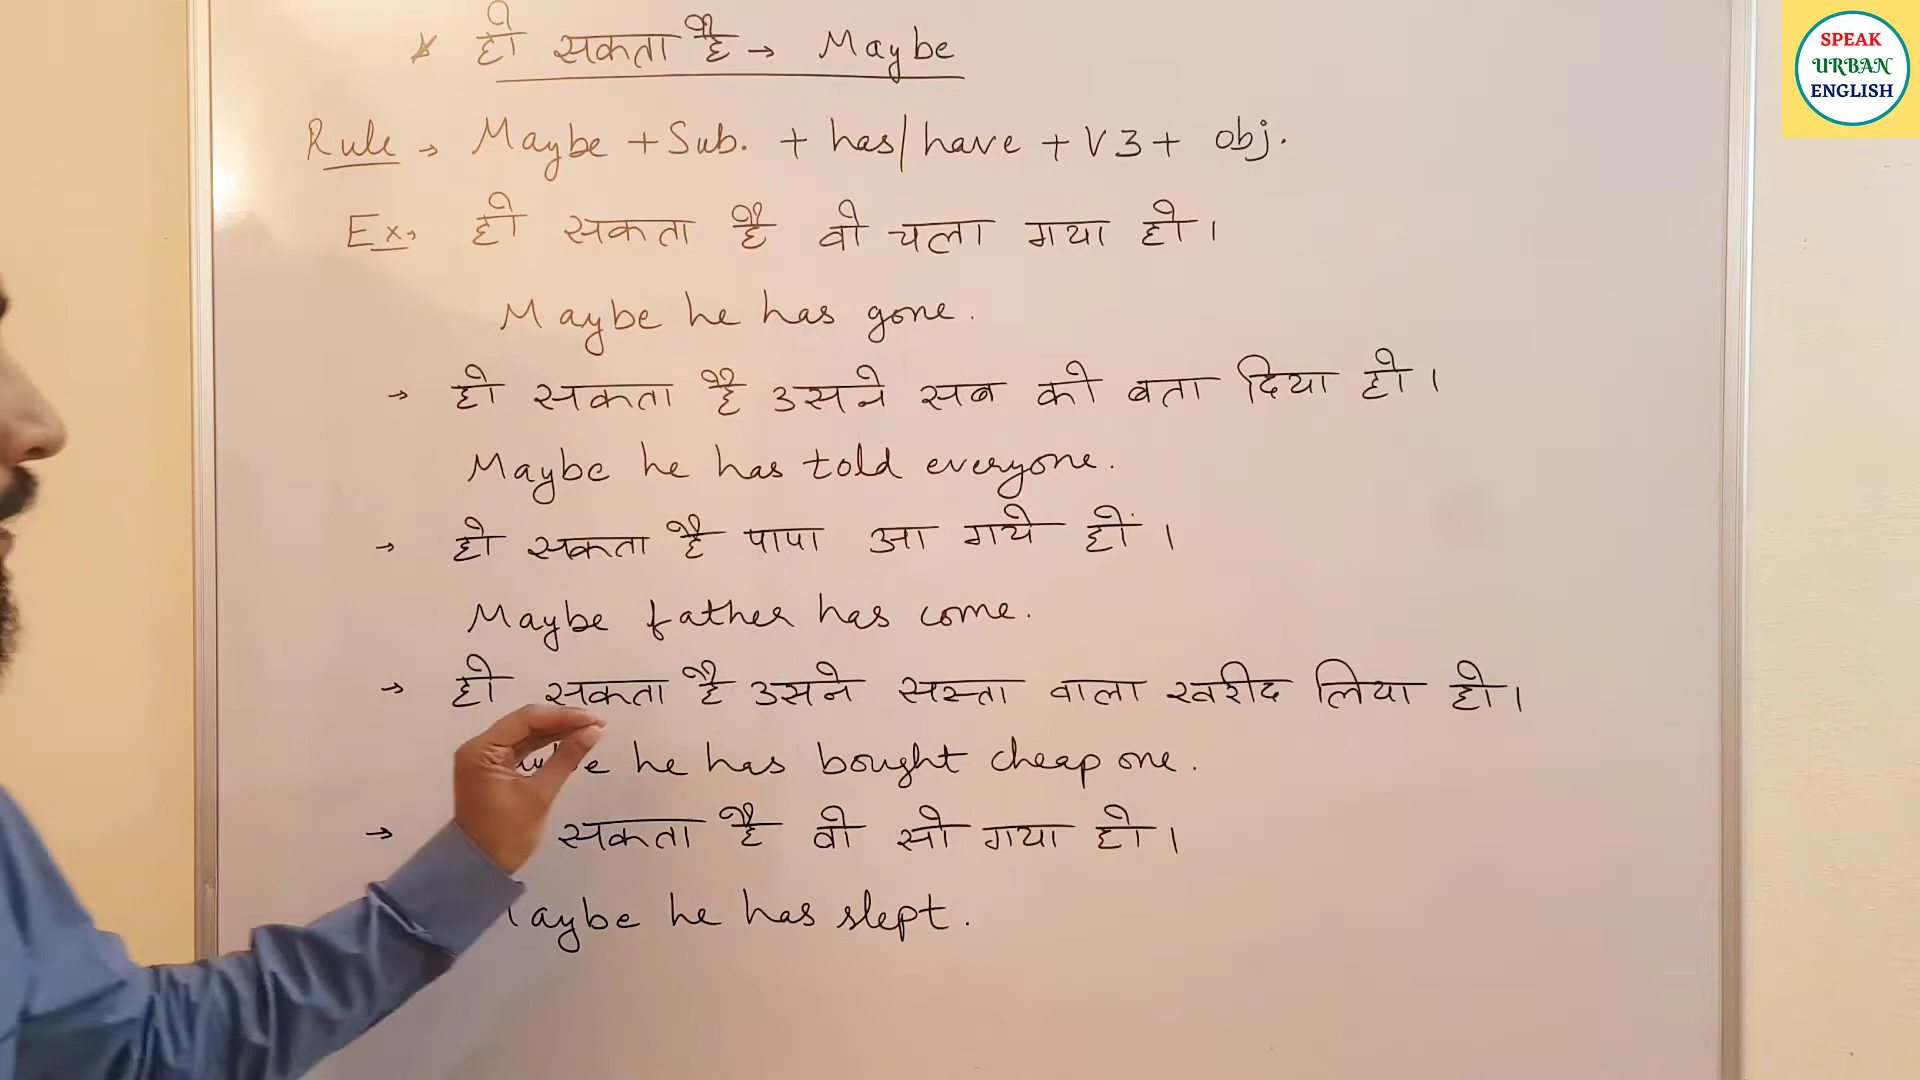 * हो सकता है → Maybe
Rule → Maybe + Sub. + has/have + V3 + obj.
Ex→ हो सकता है वो चला गया हो।
Maybe he has gone.
→ हो सकता है उसने सब को बता दिया हो।
Maybe he has told everyone.
→ हो सकता है पापा आ गये हों।
Maybe father has come.
→ हो सकता है उसने सस्ता वाला खरीद लिया हो।
he has bought cheap one.
→ सकता है वो सो गया हो।
aybe he has slept.
SPEAK
URBAN
ENGLISH